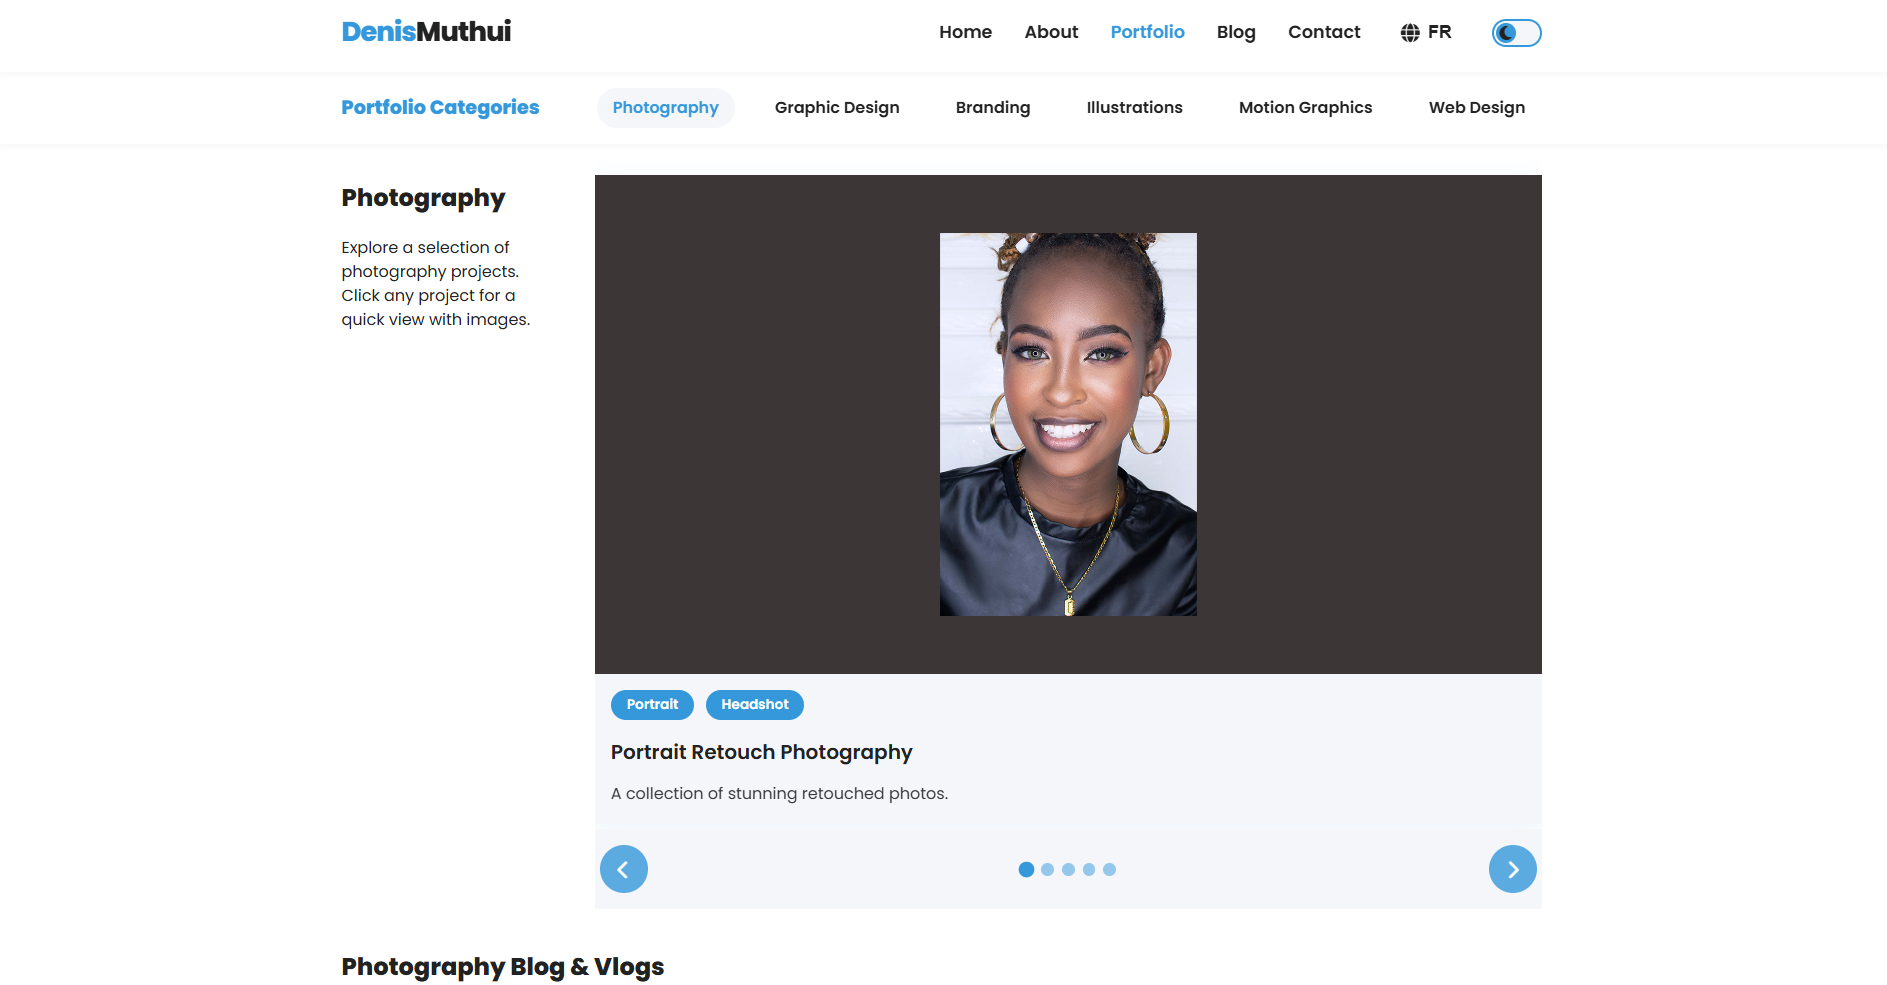 DenisMuthui
Home About Portfolio Blog Contact FR
Portfolio Categories
Photography Graphic Design Branding Illustrations Motion Graphics Web Design
Photography
Explore a selection of
photography projects.
Click any project for a
quick view with images.
Portrait Headshot
Portrait Retouch Photography
A collection of stunning retouched photos.
Photography Blog & Vlogs